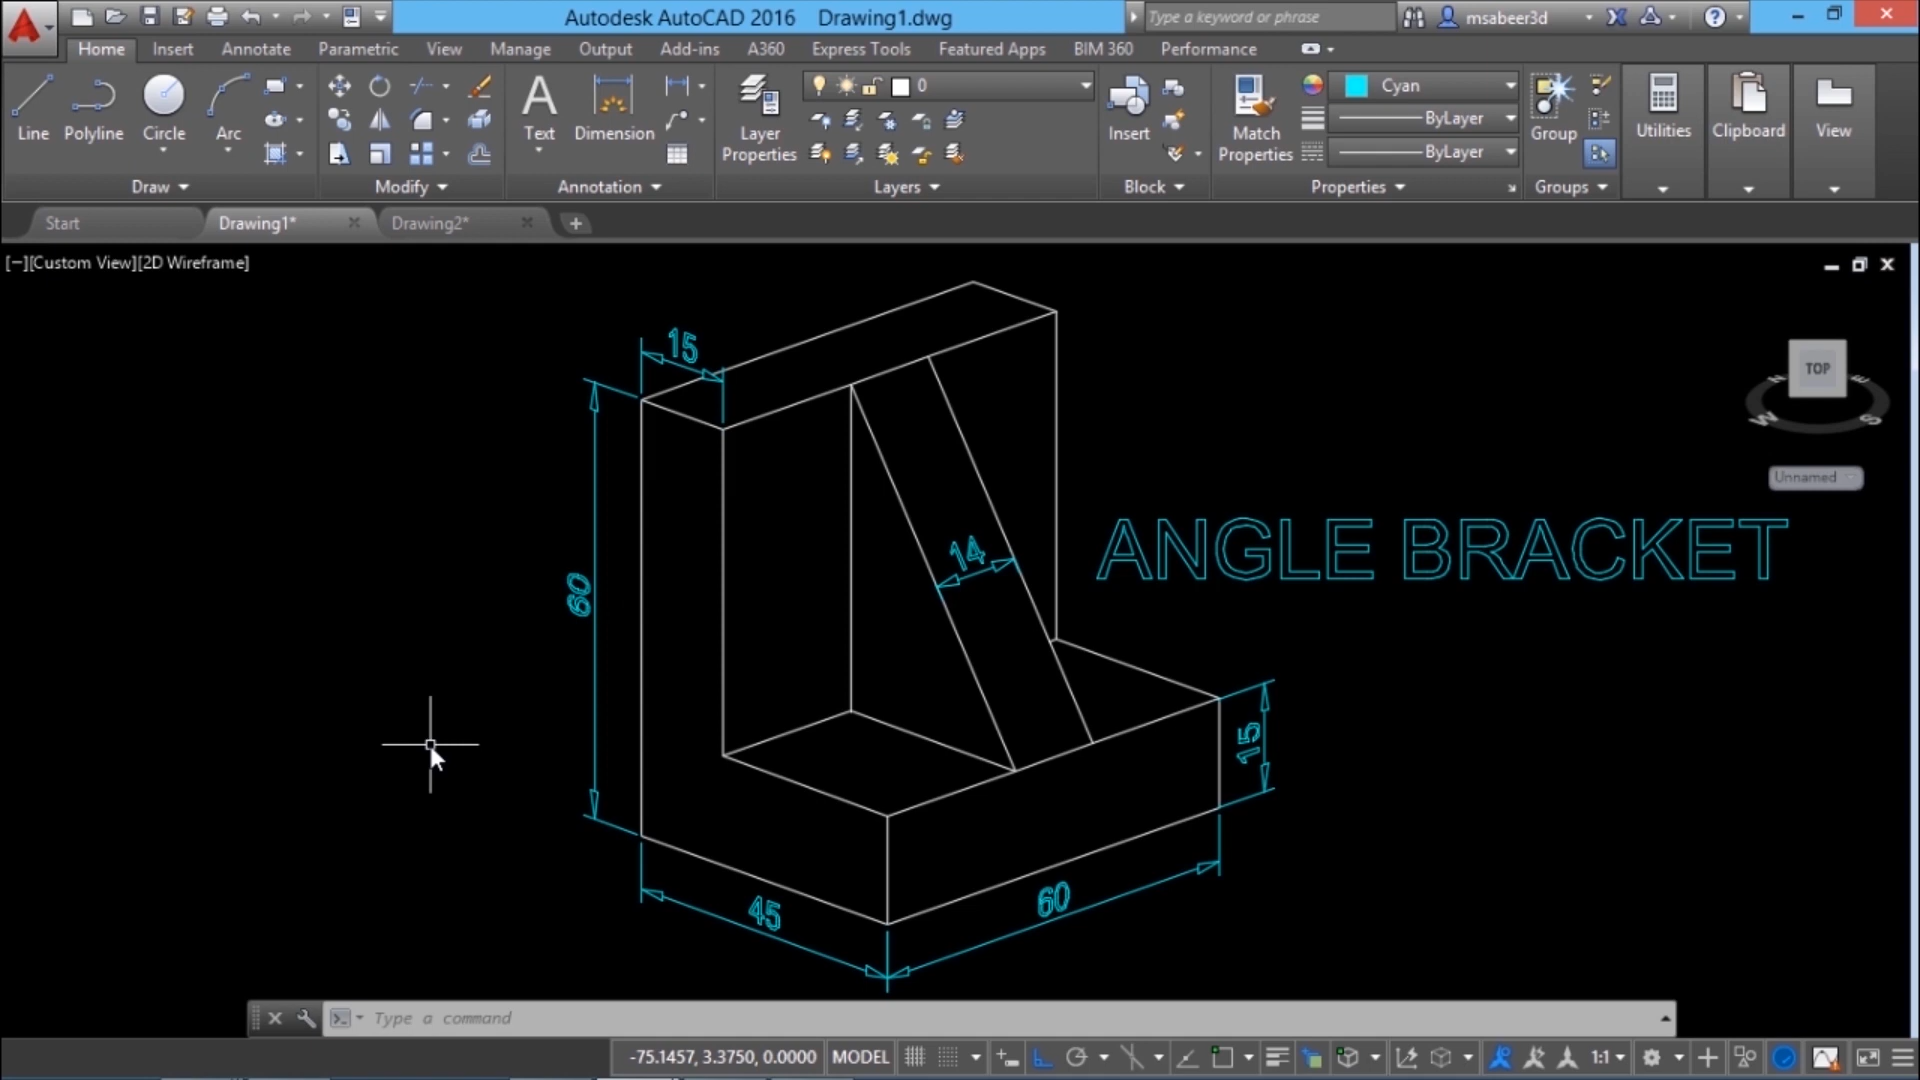 Autodesk AutoCAD 2016 Drawing1.dwg
Type a keyword or phrase
msabeer3d
Home Insert Annotate Parametric View Manage Output Add-ins A360 Express Tools Featured Apps BIM 360 Performance
0
Cyan
ByLayer
ByLayer
Line Polyline Circle Arc
Text Dimension
Layer Properties
Insert
Match Properties
Group
Utilities Clipboard View
Draw Modify Annotation Layers Block Properties Groups
Start Drawing1* Drawing2*
[−][Custom View][2D Wireframe]
TOP
N E
W S
Unnamed
15
60
14
ANGLE BRACKET
15
45
60
Type a command
-75.1457, 3.3750, 0.0000 MODEL 1:1